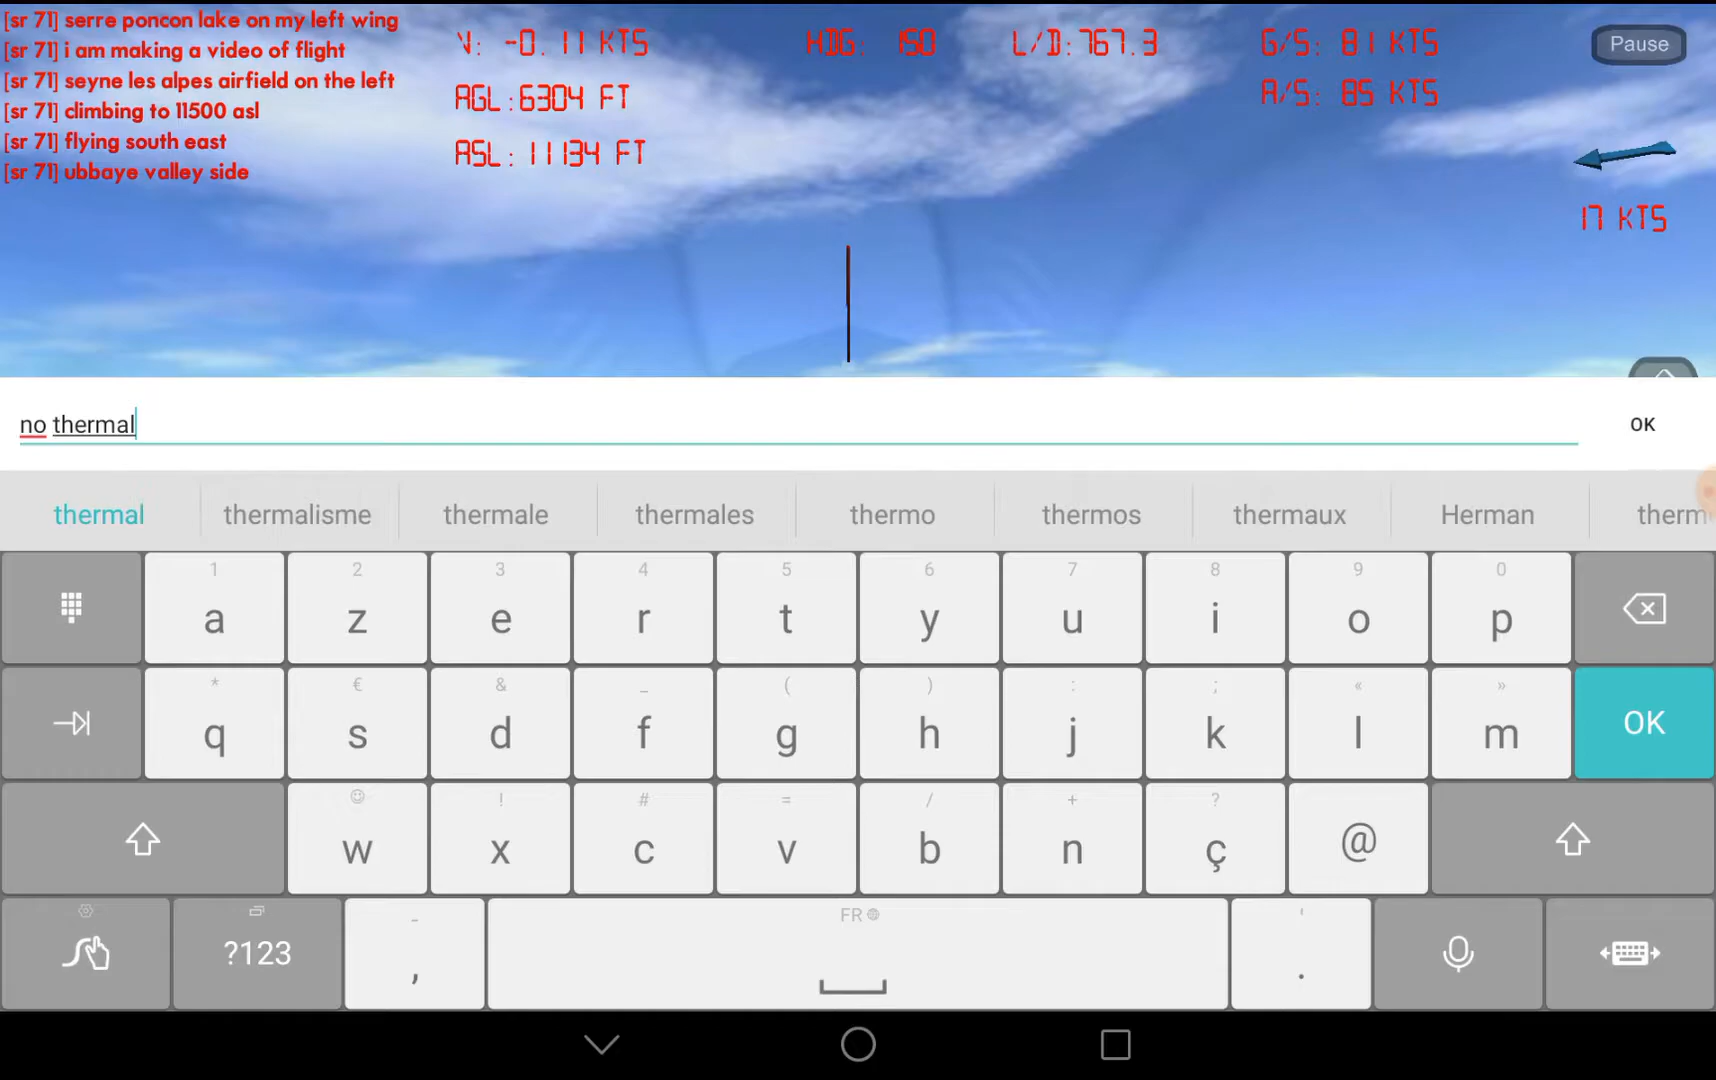 [sr 71] serre poncon lake on my left wing
[sr 71] i am making a video of flight
[sr 71] seyne les alpes airfield on the left
[sr 71] climbing to 11500 asl
[sr 71] flying south east
[sr 71] ubbaye valley side
V: -0.11 KTS
AGL:6304 FT
ASL: 11134 FT
HDG: 150
L/D:767.3
G/S: 81 KTS
A/S: 85 KTS
Pause
17 KTS
no thermal
OK
thermal thermalisme thermale thermales thermo thermos thermaux Herman therm
1 2 3 4 5 6 7 8 9 0
a z e r t y u i o p
* € & _ ( ) : ; « »
q s d f g h j k l m OK
! # = / + ?
w x c v b n ç @
FR
?123 - , ' .